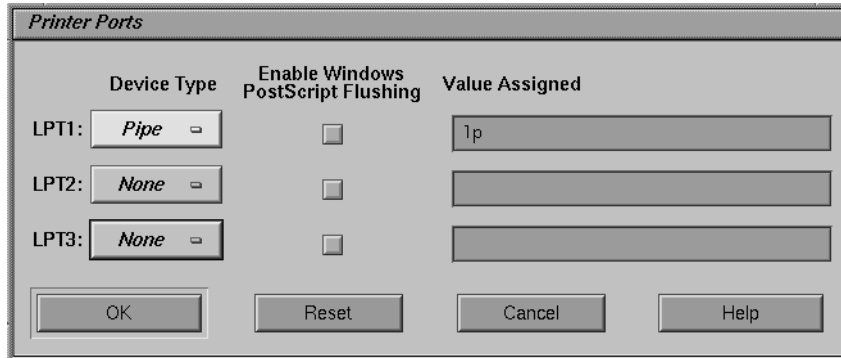 Printer Ports
Device Type
Enable Windows
PostScript Flushing
Value Assigned
LPT1: Pipe lp
LPT2: None
LPT3: None
OK Reset Cancel Help